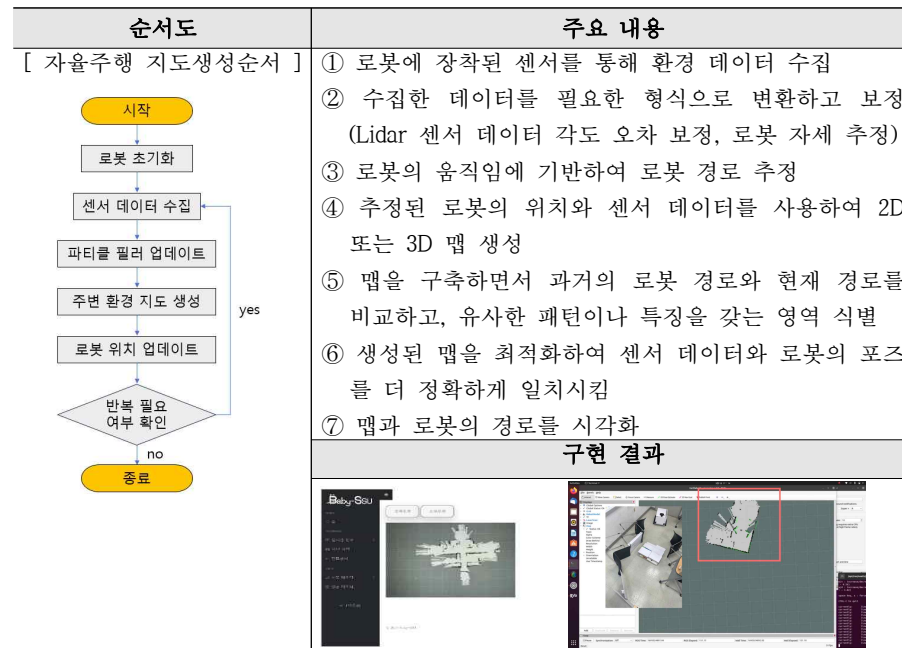 순서도
주요 내용
[ 자율주행 지도생성순서 ]
시작
로봇 초기화
센서 데이터 수집
파티클 필러 업데이트
주변 환경 지도 생성
yes
로봇 위치 업데이트
반복 필요
여부 확인
no
종료
① 로봇에 장착된 센서를 통해 환경 데이터 수집
② 수집한 데이터를 필요한 형식으로 변환하고 보정
(Lidar 센서 데이터 각도 오차 보정, 로봇 자세 추정)
③ 로봇의 움직임에 기반하여 로봇 경로 추정
④ 추정된 로봇의 위치와 센서 데이터를 사용하여 2D
또는 3D 맵 생성
⑤ 맵을 구축하면서 과거의 로봇 경로와 현재 경로를
비교하고, 유사한 패턴이나 특징을 갖는 영역 식별
⑥ 생성된 맵을 최적화하여 센서 데이터와 로봇의 포즈
를 더 정확하게 일치시킴
⑦ 맵과 로봇의 경로를 시각화
구현 결과
Baby-SSU